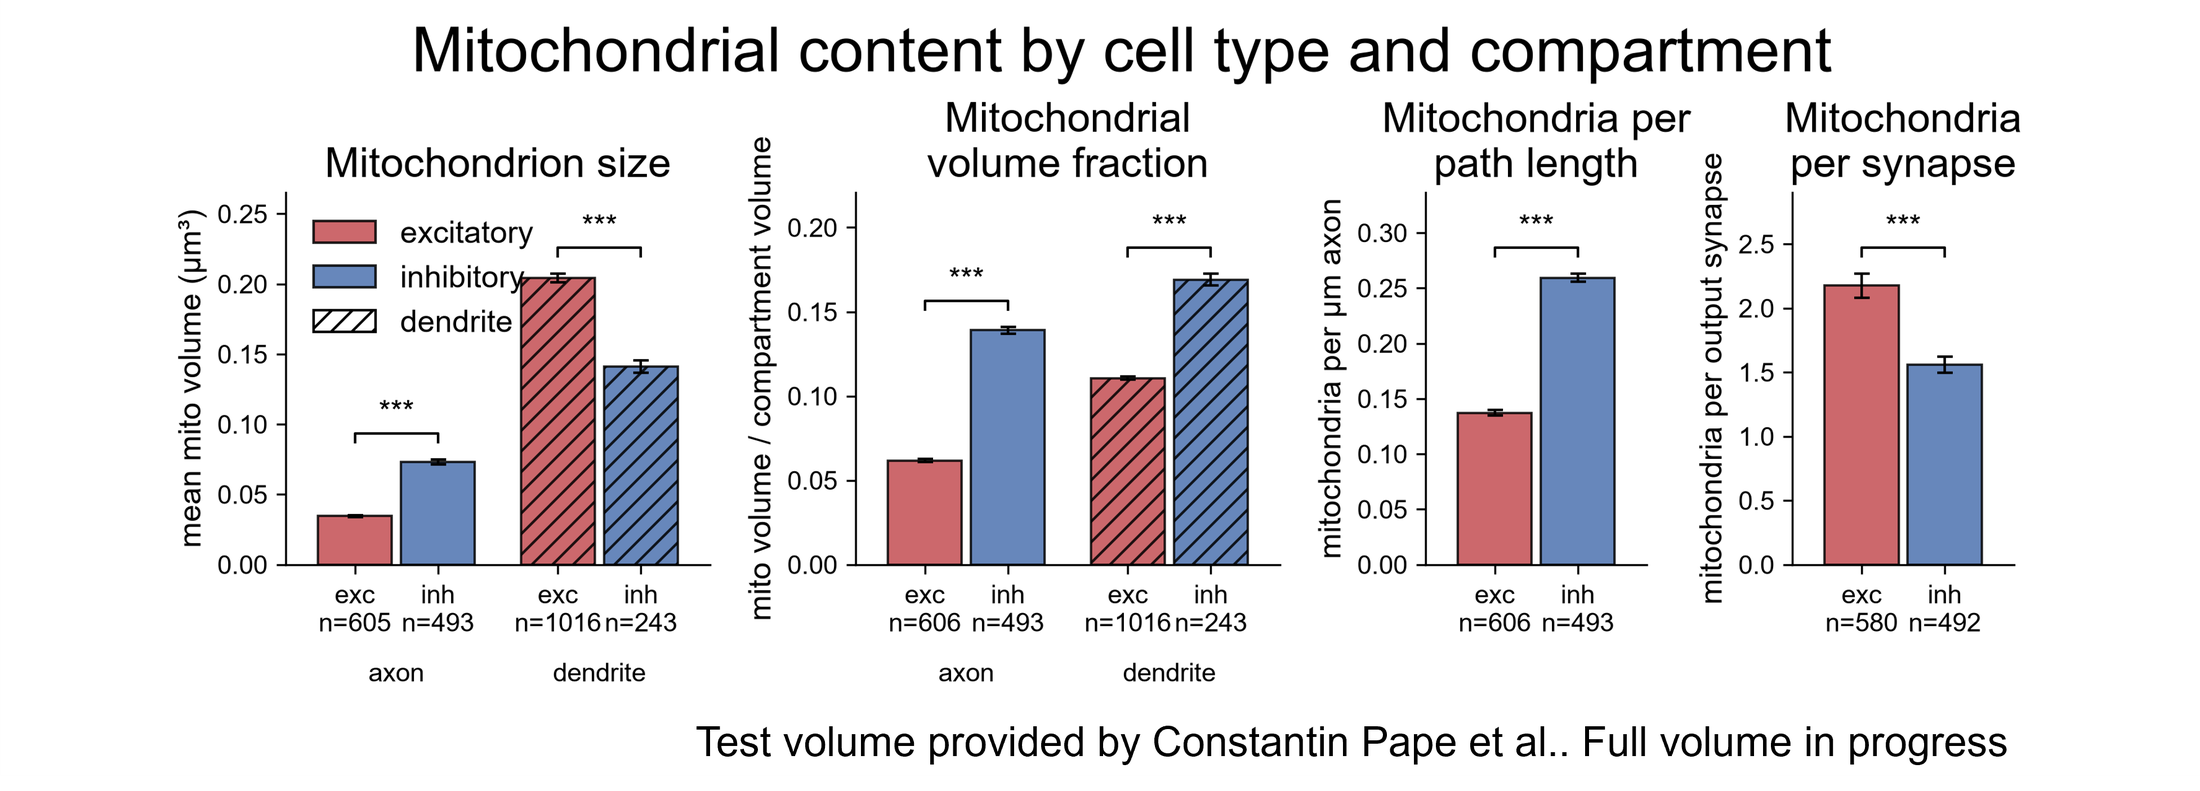 Mitochondrial content by cell type and compartment
Mitochondrion size
mean mito volume (µm³)
0.25
0.20
0.15
0.10
0.05
0.00
excitatory
inhibitory
dendrite
***
***
exc inh exc inh
n=605 n=493 n=1016 n=243
axon dendrite
Mitochondrial
volume fraction
mito volume / compartment volume
0.20
0.15
0.10
0.05
0.00
***
***
exc inh exc inh
n=606 n=493 n=1016 n=243
axon dendrite
Mitochondria per
path length
mitochondria per µm axon
0.30
0.25
0.20
0.15
0.10
0.05
0.00
***
exc inh
n=606 n=493
Mitochondria
per synapse
mitochondria per output synapse
2.5
2.0
1.5
1.0
0.5
0.0
***
exc inh
n=580 n=492
Test volume provided by Constantin Pape et al.. Full volume in progress